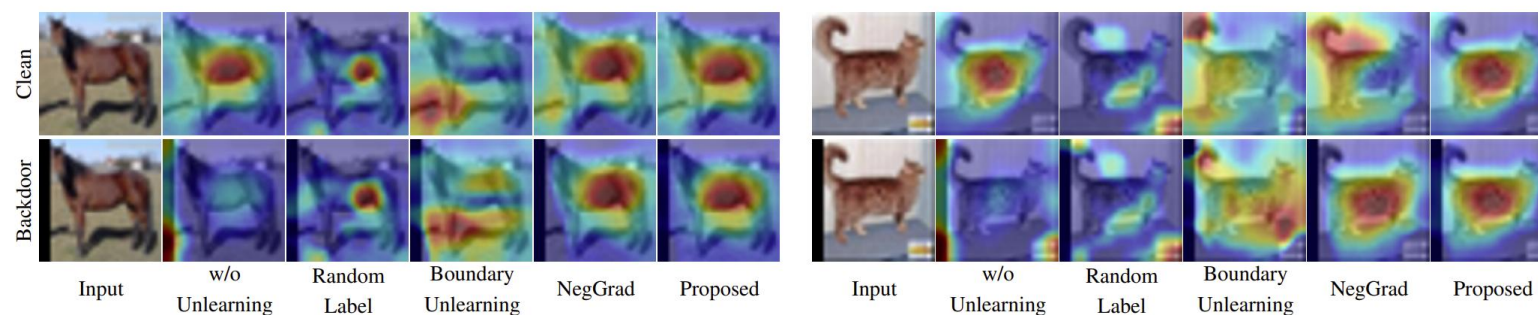 Clean
Backdoor
Input
w/o
Unlearning
Random
Label
Boundary
Unlearning
NegGrad
Proposed
Input
w/o
Unlearning
Random
Label
Boundary
Unlearning
NegGrad
Proposed